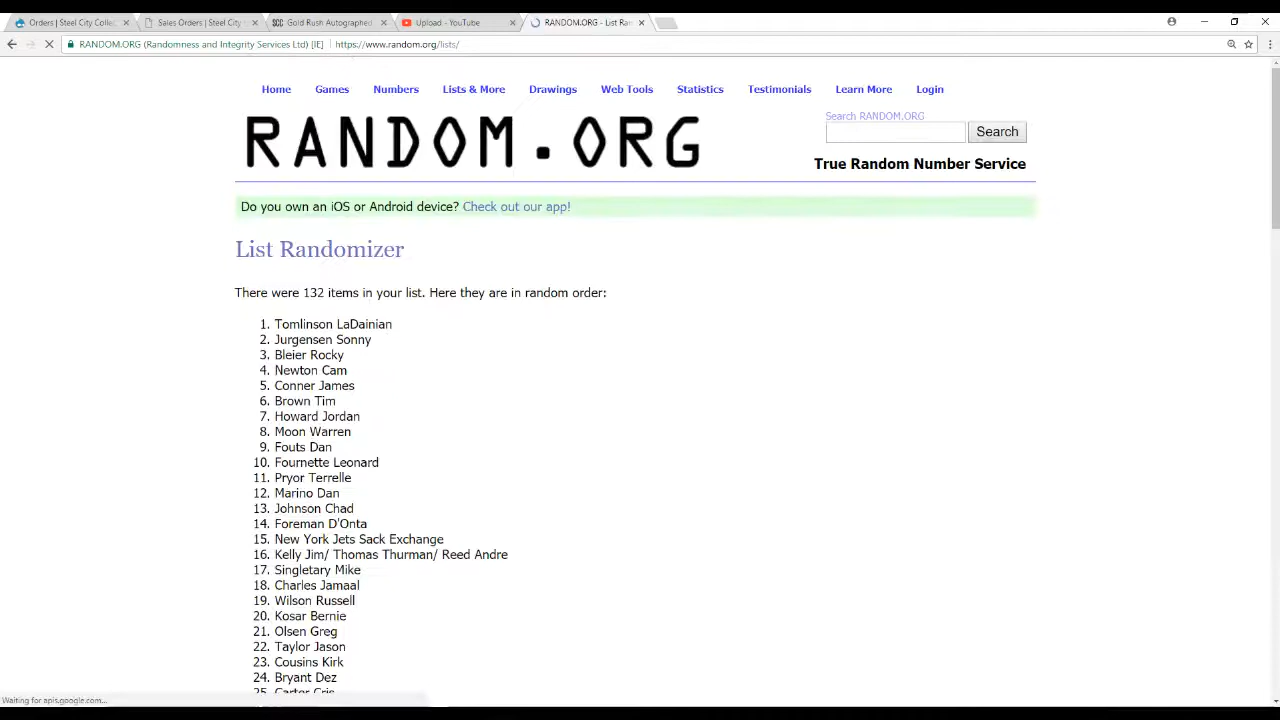 Orders | Steel City Colle
Sales Orders | Steel City
Gold Rush Autographed
Upload - YouTube
RANDOM.ORG - List Ran
RANDOM.ORG (Randomness and Integrity Services Ltd) [IE] https://www.random.org/lists/
Home Games Numbers Lists & More Drawings Web Tools Statistics Testimonials Learn More Login
RANDOM.ORG
Search RANDOM.ORG
Search
True Random Number Service
Do you own an iOS or Android device? Check out our app!
List Randomizer
There were 132 items in your list. Here they are in random order:
1. Tomlinson LaDainian
2. Jurgensen Sonny
3. Bleier Rocky
4. Newton Cam
5. Conner James
6. Brown Tim
7. Howard Jordan
8. Moon Warren
9. Fouts Dan
10. Fournette Leonard
11. Pryor Terrelle
12. Marino Dan
13. Johnson Chad
14. Foreman D'Onta
15. New York Jets Sack Exchange
16. Kelly Jim/ Thomas Thurman/ Reed Andre
17. Singletary Mike
18. Charles Jamaal
19. Wilson Russell
20. Kosar Bernie
21. Olsen Greg
22. Taylor Jason
23. Cousins Kirk
24. Bryant Dez
25. Carter Cris
Waiting for apis.google.com...